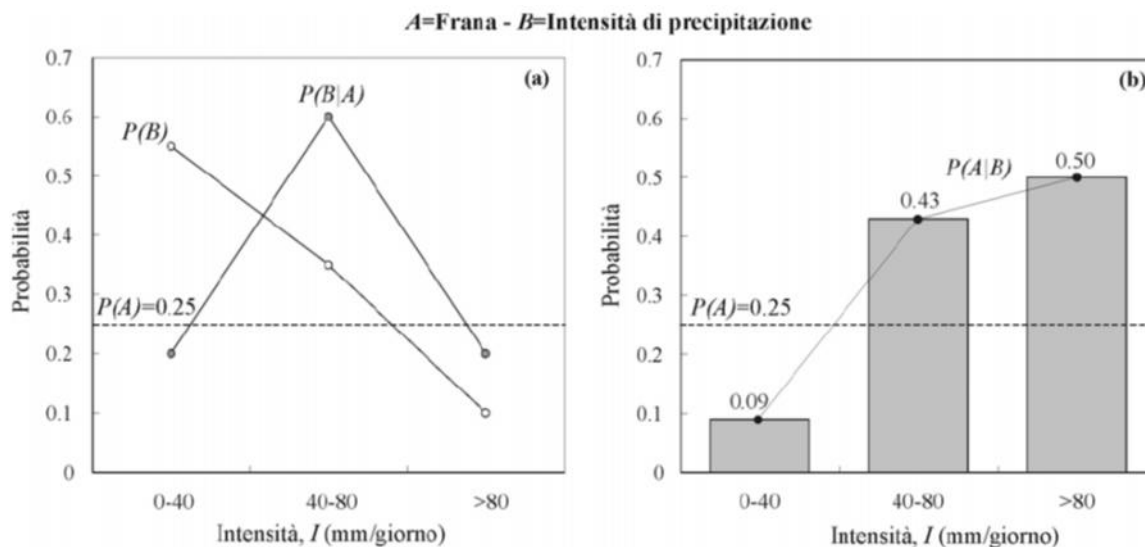 A=Frana - B=Intensità di precipitazione
(a)
0.7
0.6
0.5
0.4
0.3
0.2
0.1
0
Probabilità
P(B)
P(B|A)
P(A)=0.25
0-40
40-80
>80
Intensità, I (mm/giorno)
(b)
0.7
0.6
0.5
0.4
0.3
0.2
0.1
0
Probabilità
P(A|B)
0.50
0.43
P(A)=0.25
0.09
0-40
40-80
>80
Intensità, I (mm/giorno)